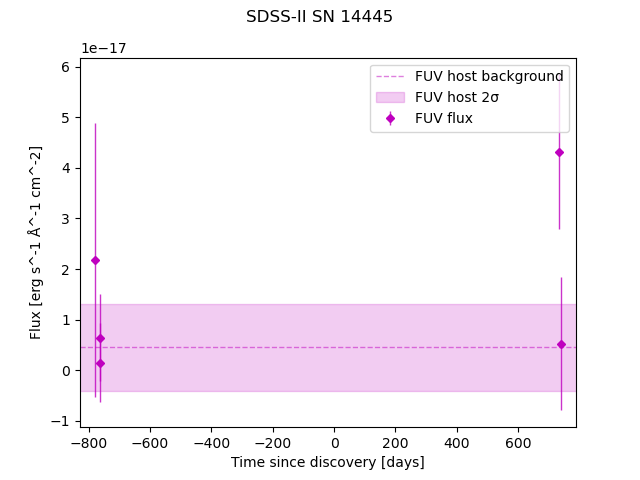 SDSS-II SN 14445
1e−17
FUV host background
FUV host 2σ
FUV flux
6
5
4
3
2
1
0
−1
Flux [erg s^-1 Å^-1 cm^-2]
−800 −600 −400 −200 0 200 400 600
Time since discovery [days]